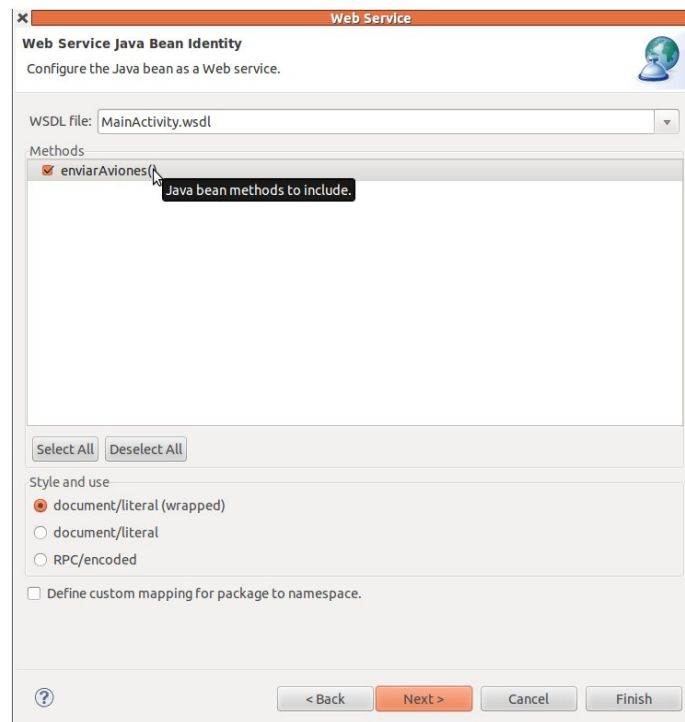 Web Service
Web Service Java Bean Identity
Configure the Java bean as a Web service.
WSDL file: MainActivity.wsdl
Methods
enviarAviones()
Java bean methods to include.
Select All Deselect All
Style and use
document/literal (wrapped)
document/literal
RPC/encoded
Define custom mapping for package to namespace.
? < Back Next > Cancel Finish